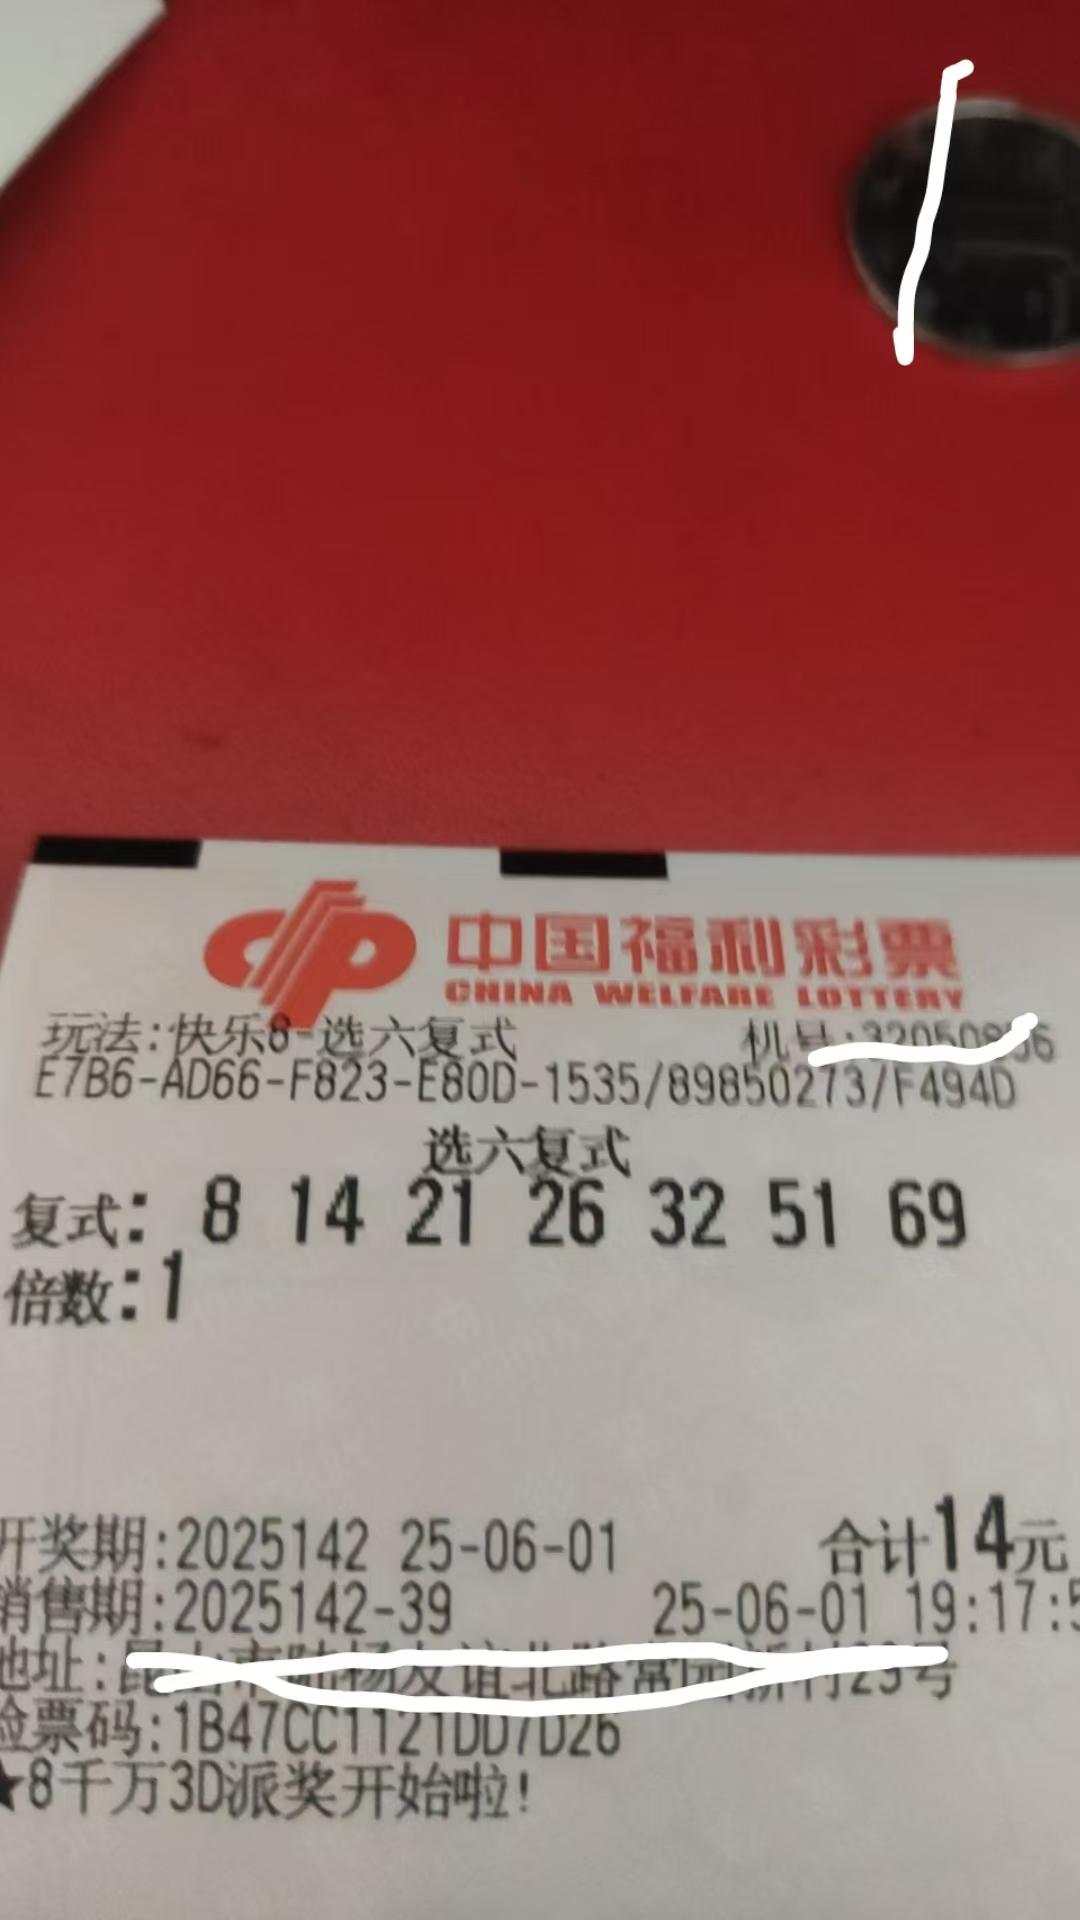 中国福利彩票
CHINA WELFARE LOTTERY
玩法:快乐8-选六复式 机号:
E7B6-AD66-F823-E80D-1535/89850273/F494D
选六复式
复式: 8 14 21 26 32 51 69
倍数:1
开奖期:2025142 25-06-01 合计14元
销售期:2025142-39 25-06-01 19:17:5
地址:
验票码:1B47CC1121DD7D26
★8千万3D派奖开始啦!